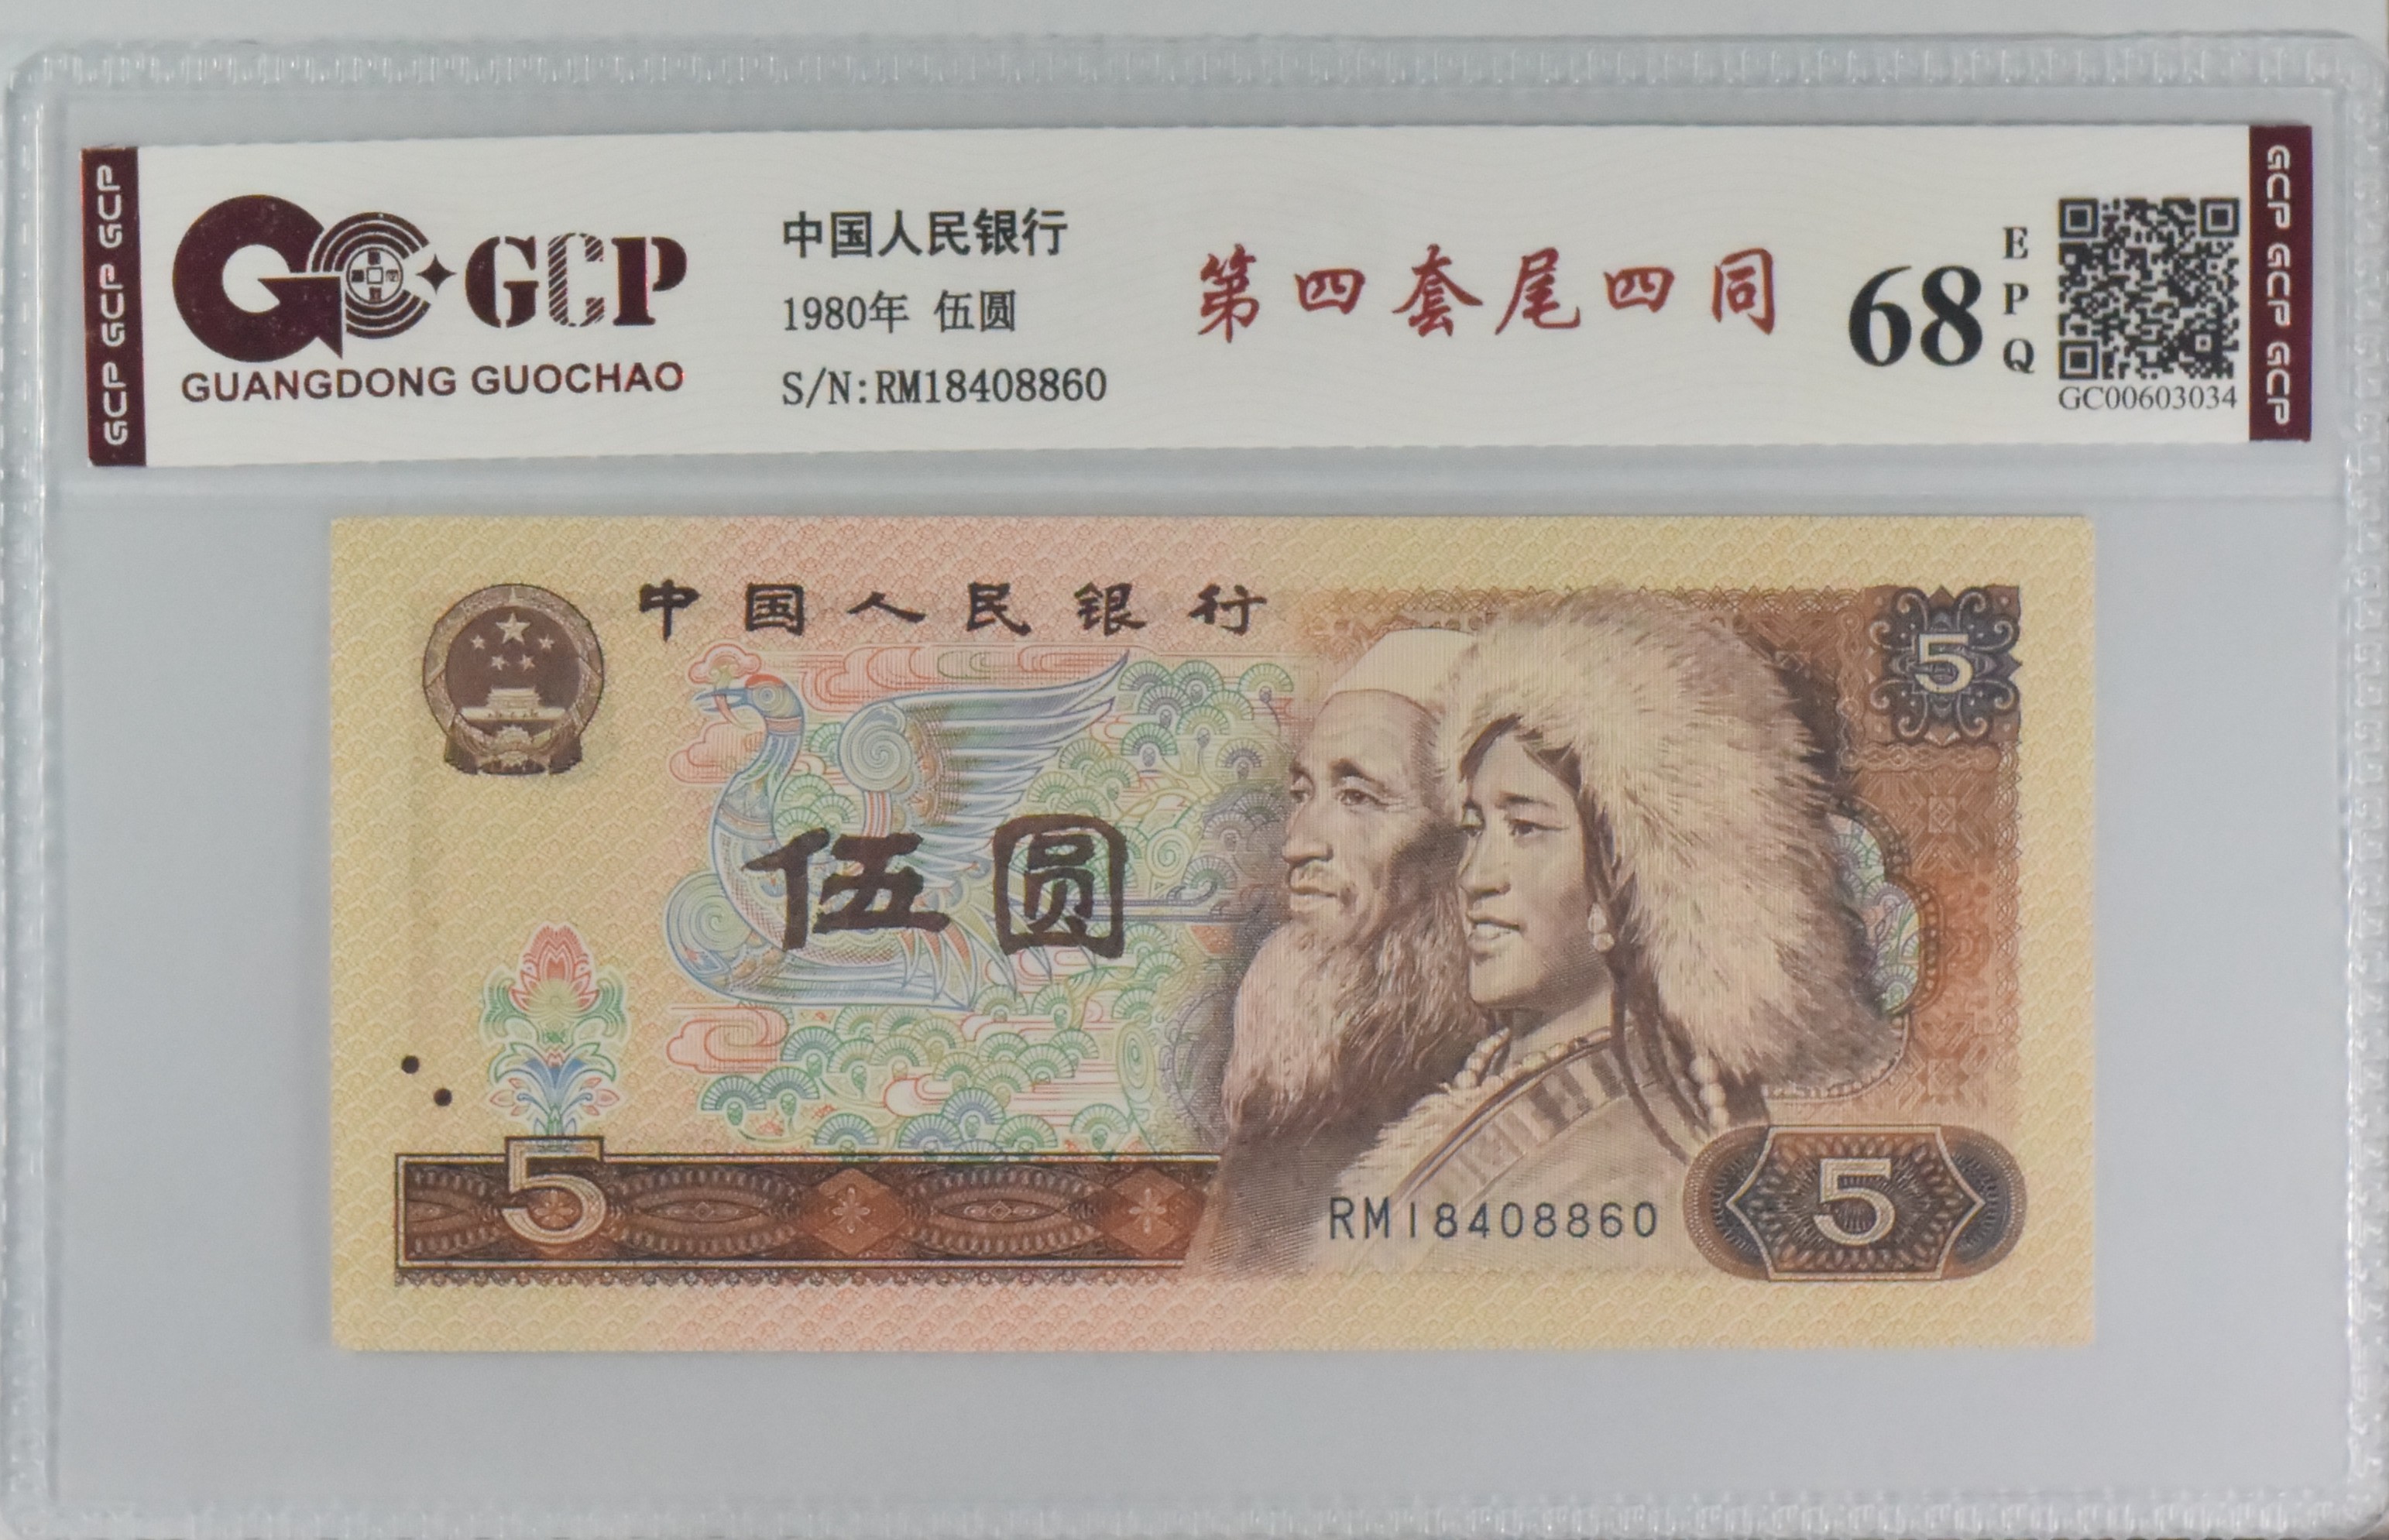 GCP GCP GCP
GCP
GUANGDONG GUOCHAO
中国人民银行
1980年 伍圆
S/N:RM18408860
第四套尾四同
68
EPQ
GC00603034
GCP GCP GCP
中国人民银行
5
伍圆
5
RM18408860
5